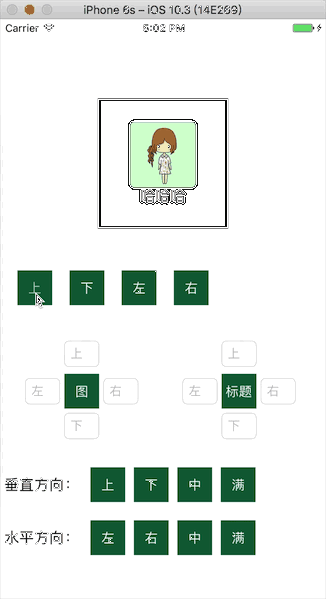 iPhone 6s – iOS 10.3 (14E269)
Carrier 5:02 PM
哈哈哈
上 下 左 右
上 上
左 图 右 左 标题 右
下 下
垂直方向: 上 下 中 满
水平方向: 左 右 中 满